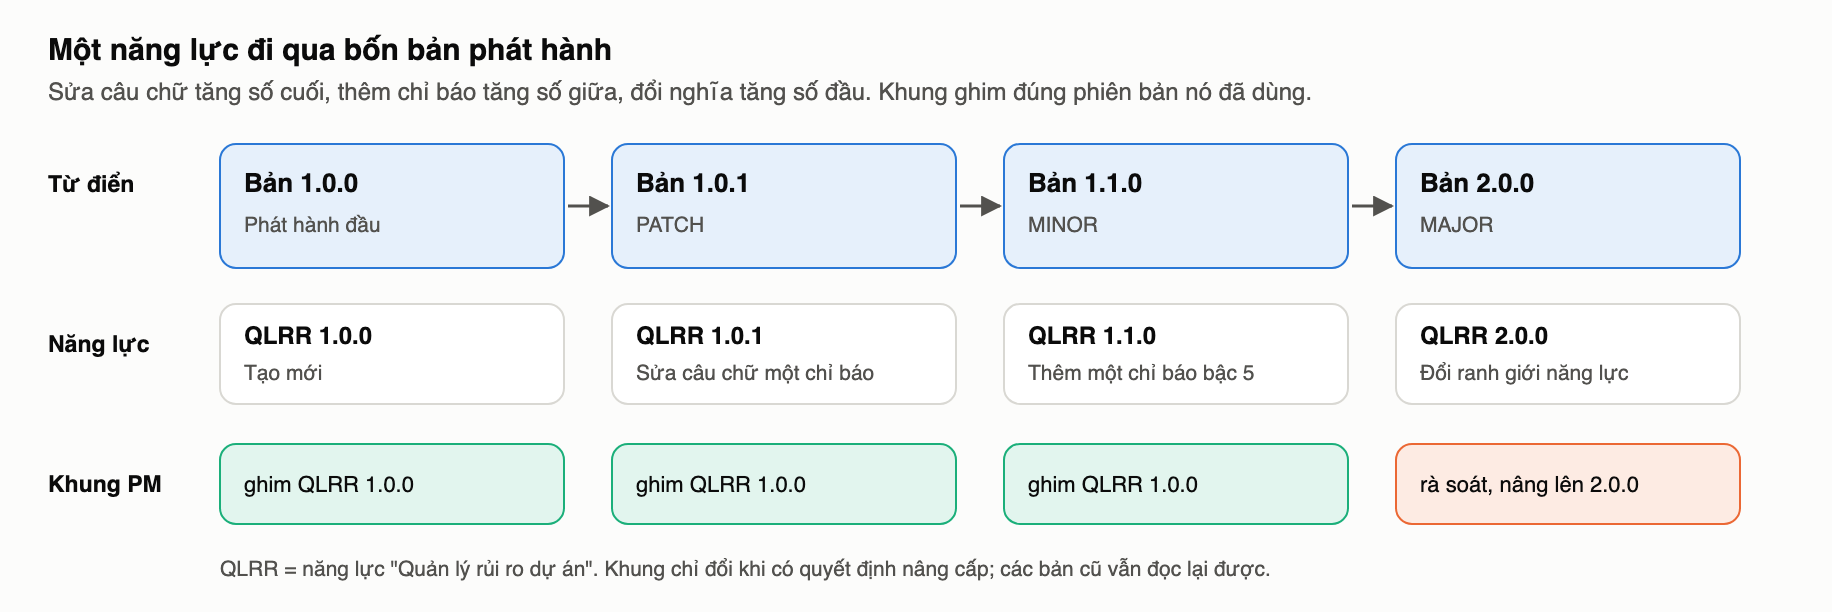 Một năng lực đi qua bốn bản phát hành
Sửa câu chữ tăng số cuối, thêm chỉ báo tăng số giữa, đổi nghĩa tăng số đầu. Khung ghim đúng phiên bản nó đã dùng.
Từ điển
Bản 1.0.0
Phát hành đầu
Bản 1.0.1
PATCH
Bản 1.1.0
MINOR
Bản 2.0.0
MAJOR
Năng lực
QLRR 1.0.0
Tạo mới
QLRR 1.0.1
Sửa câu chữ một chỉ báo
QLRR 1.1.0
Thêm một chỉ báo bậc 5
QLRR 2.0.0
Đổi ranh giới năng lực
Khung PM
ghim QLRR 1.0.0
ghim QLRR 1.0.0
ghim QLRR 1.0.0
rà soát, nâng lên 2.0.0
QLRR = năng lực "Quản lý rủi ro dự án". Khung chỉ đổi khi có quyết định nâng cấp; các bản cũ vẫn đọc lại được.